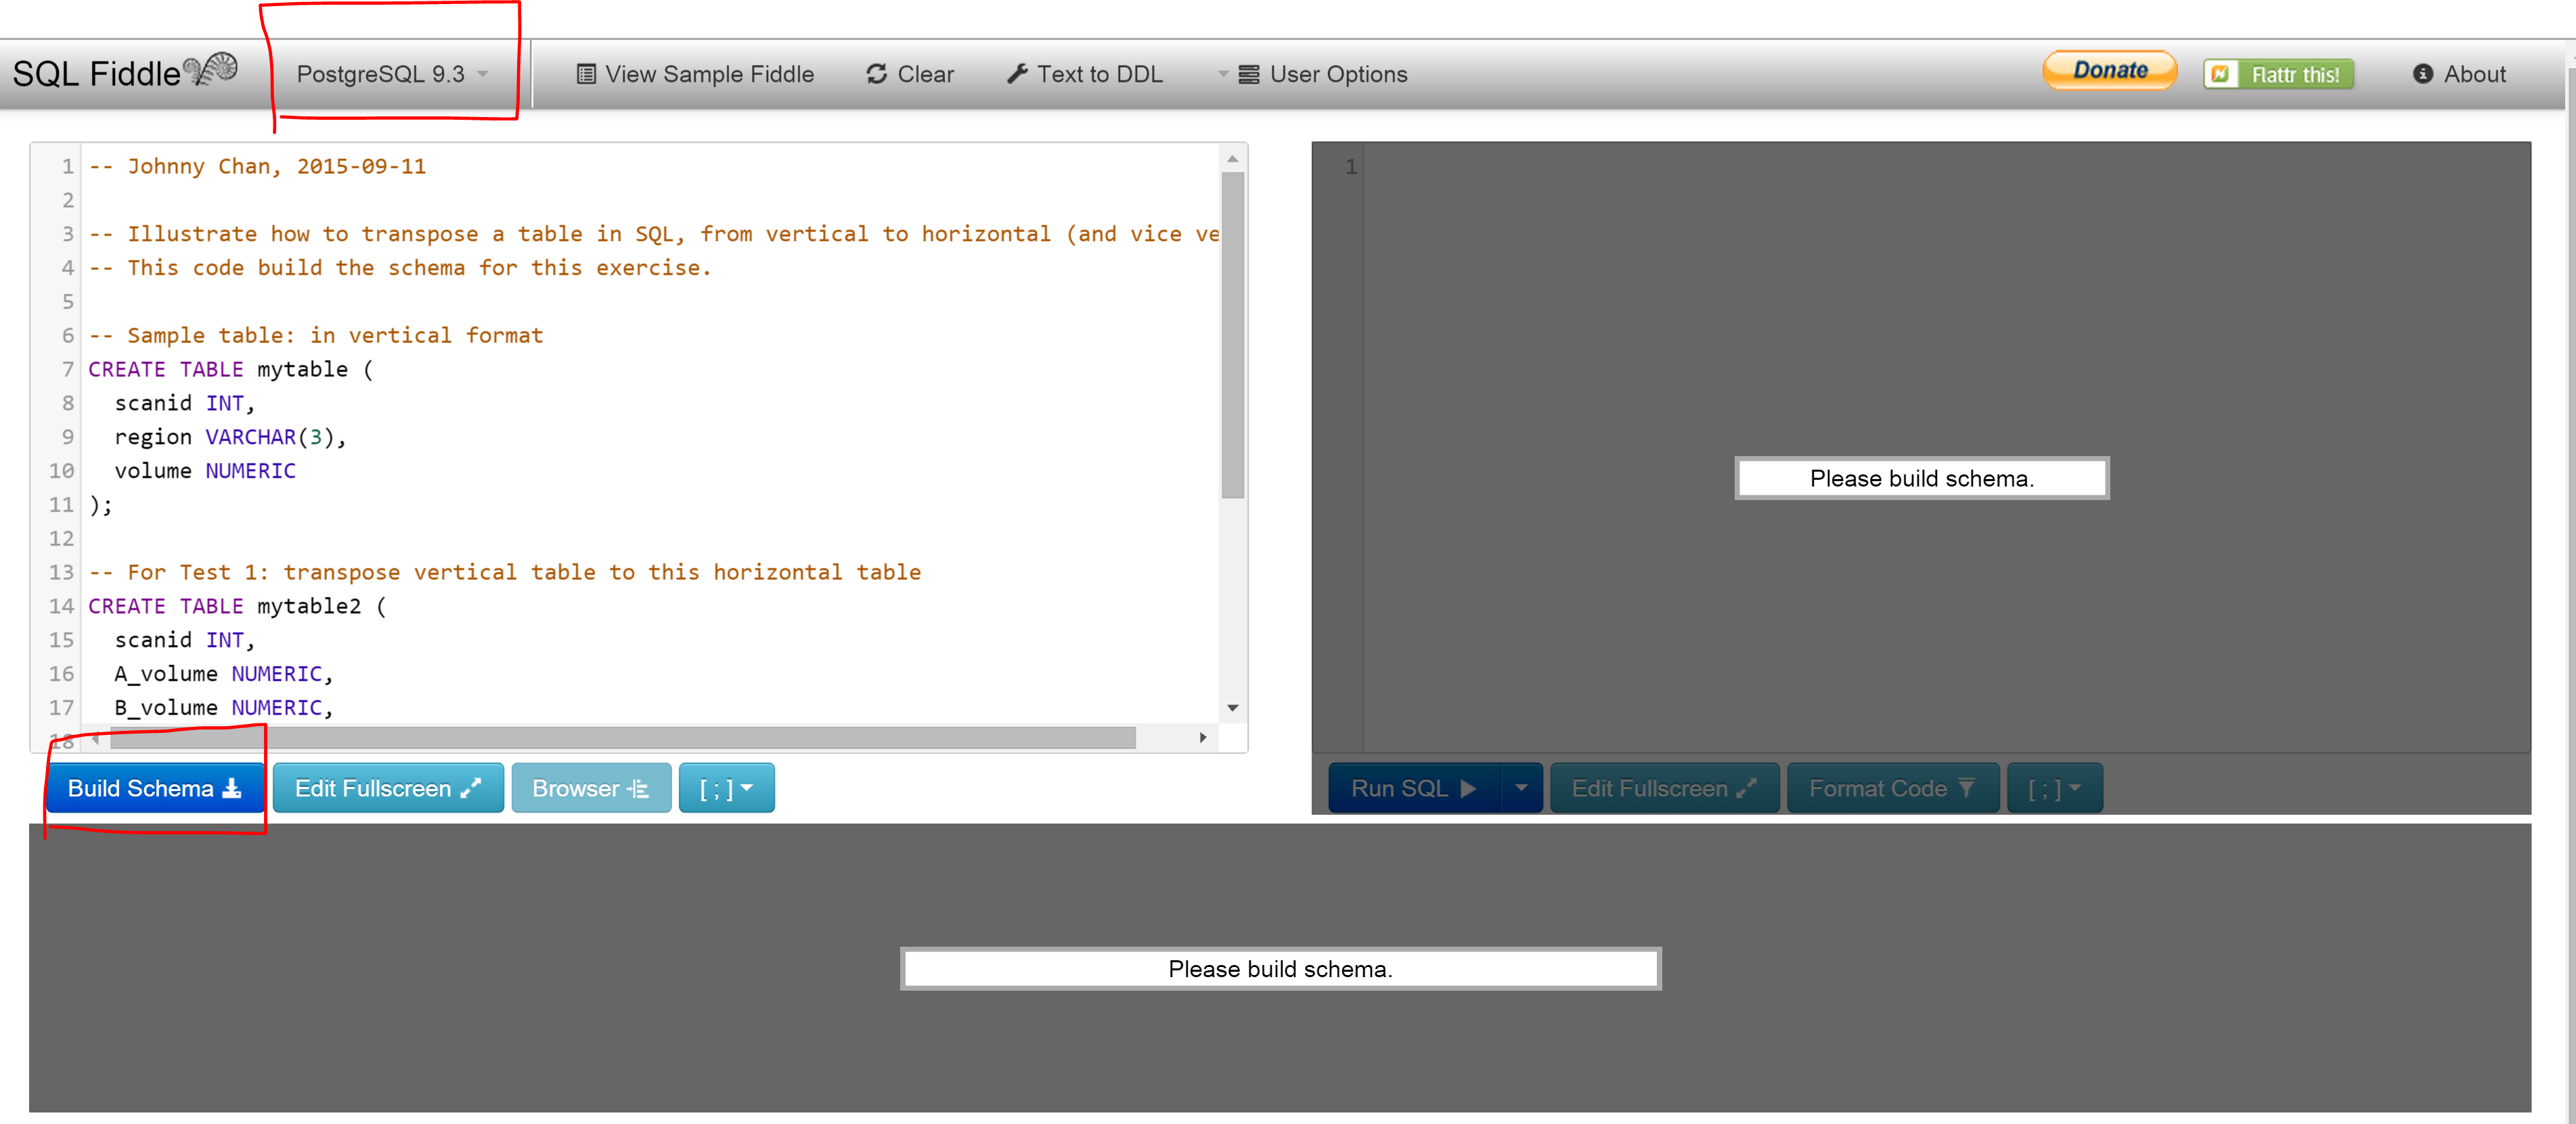 SQL Fiddle PostgreSQL 9.3 View Sample Fiddle Clear Text to DDL User Options Donate Flattr this! About
1 -- Johnny Chan, 2015-09-11
2
3 -- Illustrate how to transpose a table in SQL, from vertical to horizontal (and vice ve
4 -- This code build the schema for this exercise.
5
6 -- Sample table: in vertical format
7 CREATE TABLE mytable (
8 scanid INT,
9 region VARCHAR(3),
10 volume NUMERIC
11 );
12
13 -- For Test 1: transpose vertical table to this horizontal table
14 CREATE TABLE mytable2 (
15 scanid INT,
16 A_volume NUMERIC,
17 B_volume NUMERIC,
18
Build Schema Edit Fullscreen Browser [ ; ]
1
Please build schema.
Run SQL Edit Fullscreen Format Code [ ; ]
Please build schema.